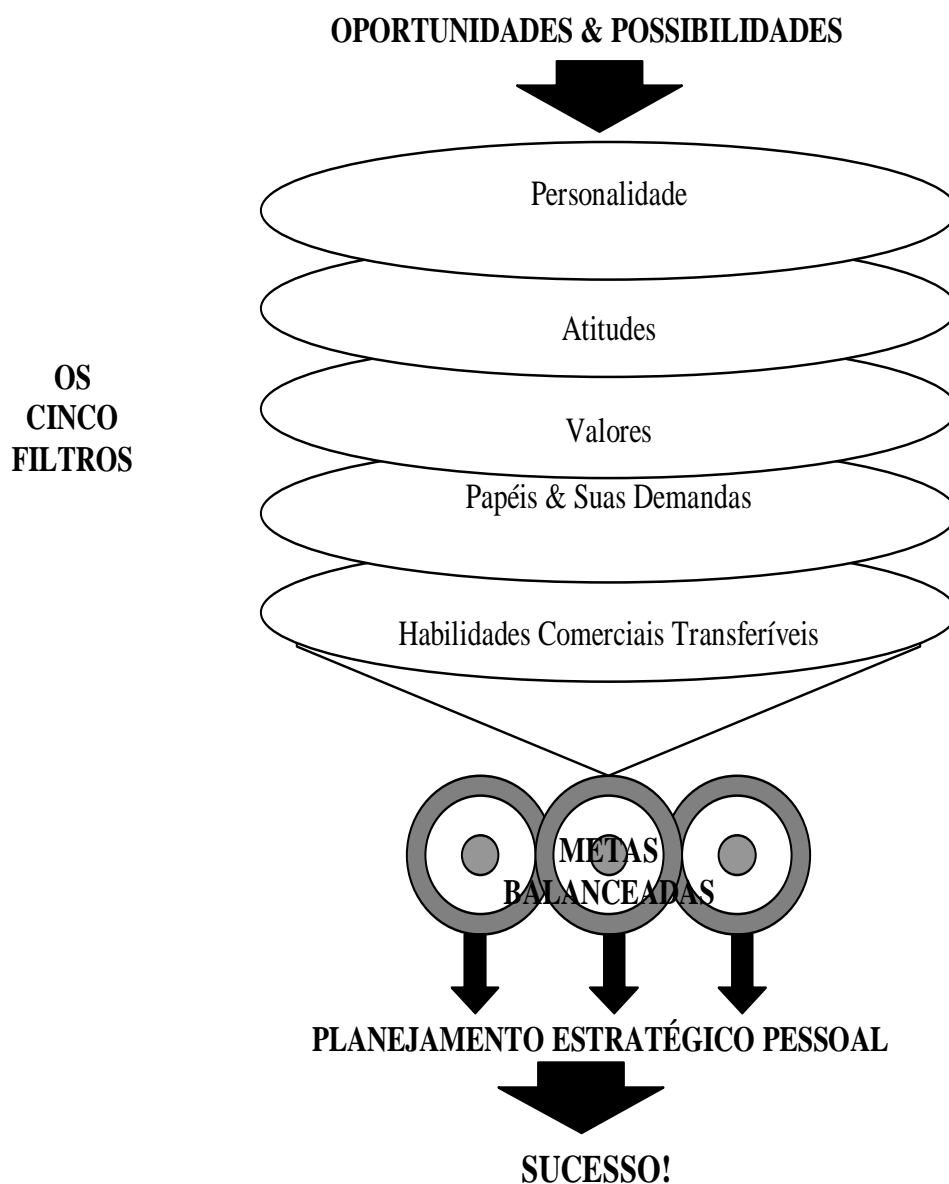 OPORTUNIDADES & POSSIBILIDADES
Personalidade
Atitudes
OS
CINCO
FILTROS
Valores
Papéis & Suas Demandas
Habilidades Comerciais Transferíveis
METAS
BALANCEADAS
PLANEJAMENTO ESTRATÉGICO PESSOAL
SUCESSO!